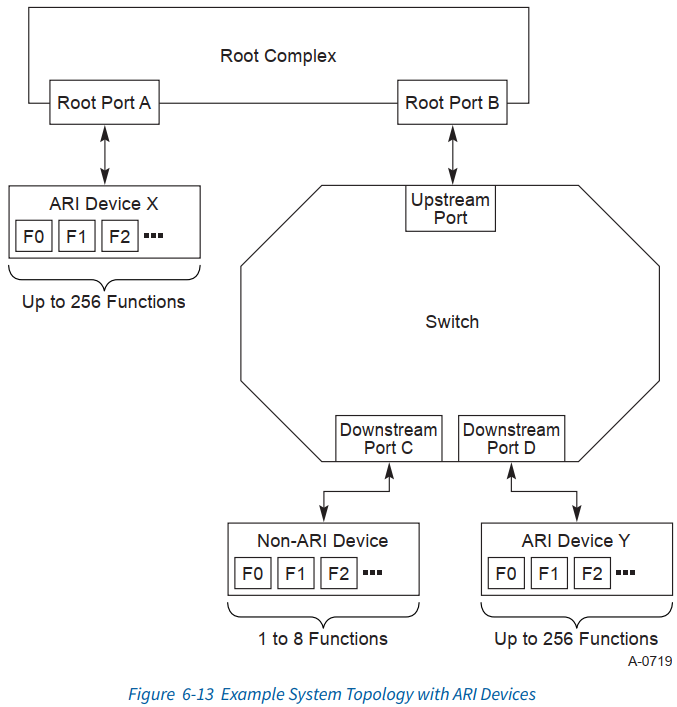 Root Complex
Root Port A
Root Port B
ARI Device X
F0 F1 F2
Up to 256 Functions
Upstream
Port
Switch
Downstream
Port C
Downstream
Port D
Non-ARI Device
F0 F1 F2
1 to 8 Functions
ARI Device Y
F0 F1 F2
Up to 256 Functions
A-0719
Figure 6-13 Example System Topology with ARI Devices